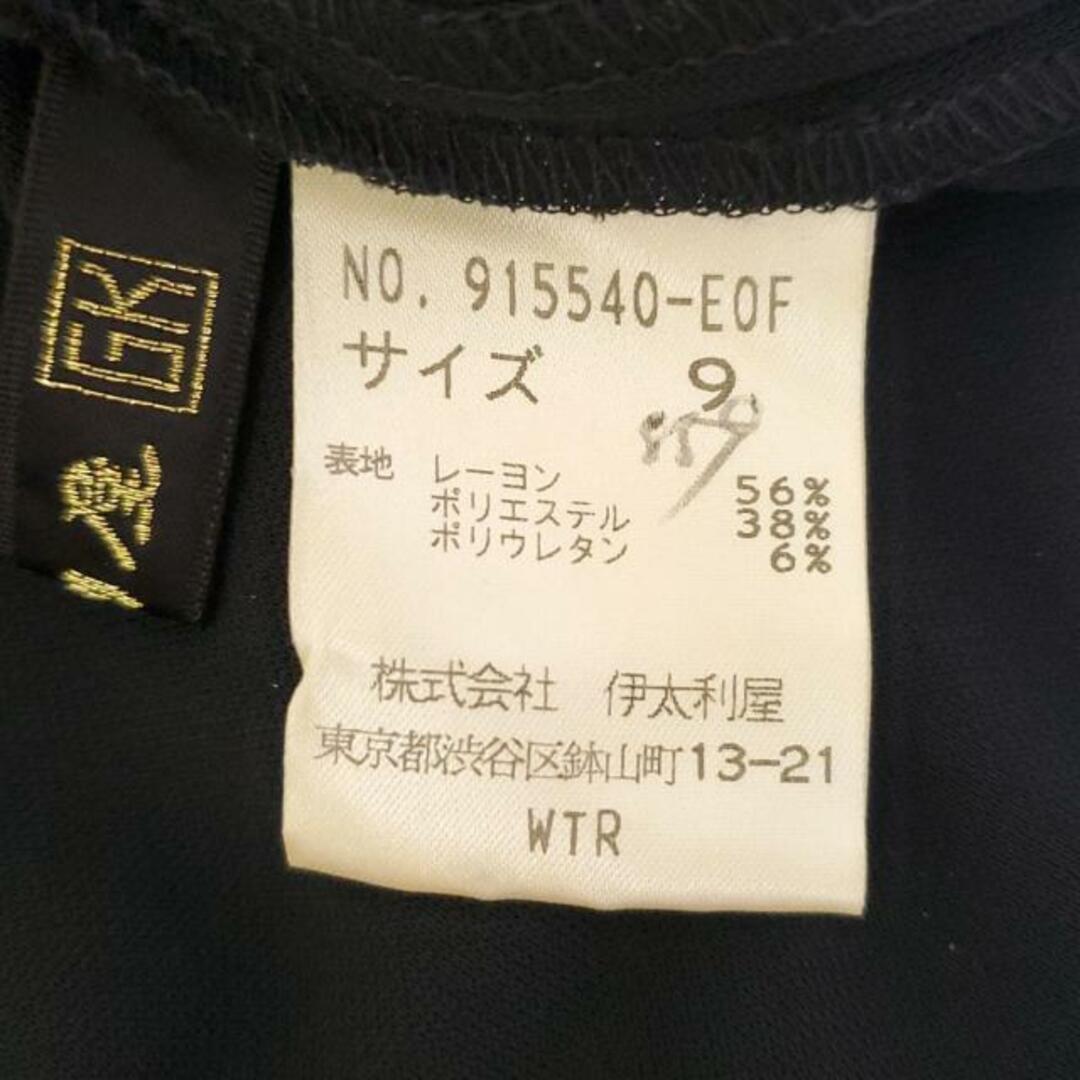 GK
NO. 915540-E0F
サイズ 9
表地 レーヨン 56%
ポリエステル 38%
ポリウレタン 6%
株式会社 伊太利屋
東京都渋谷区鉢山町13-21
WTR